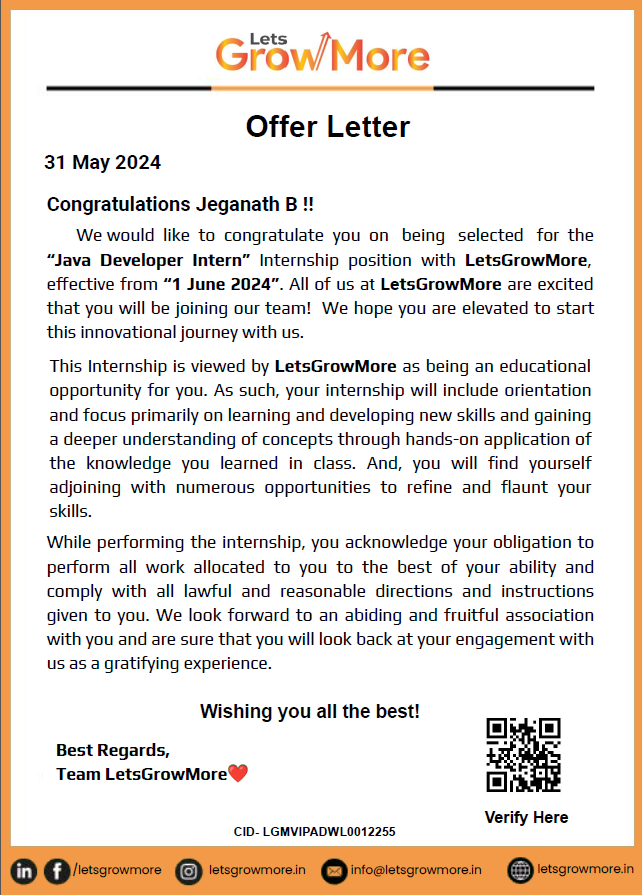 Lets
GrowMore
Offer Letter
31 May 2024
Congratulations Jeganath B !!
We would like to congratulate you on being selected for the
“Java Developer Intern” Internship position with LetsGrowMore,
effective from “1 June 2024”. All of us at LetsGrowMore are excited
that you will be joining our team! We hope you are elevated to start
this innovational journey with us.
This Internship is viewed by LetsGrowMore as being an educational
opportunity for you. As such, your internship will include orientation
and focus primarily on learning and developing new skills and gaining
a deeper understanding of concepts through hands-on application of
the knowledge you learned in class. And, you will find yourself
adjoining with numerous opportunities to refine and flaunt your
skills.
While performing the internship, you acknowledge your obligation to
perform all work allocated to you to the best of your ability and
comply with all lawful and reasonable directions and instructions
given to you. We look forward to an abiding and fruitful association
with you and are sure that you will look back at your engagement with
us as a gratifying experience.
Wishing you all the best!
Best Regards,
Team LetsGrowMore❤️
Verify Here
CID- LGMVIPADWL0012255
in f /letsgrowmore letsgrowmore.in info@letsgrowmore.in letsgrowmore.in